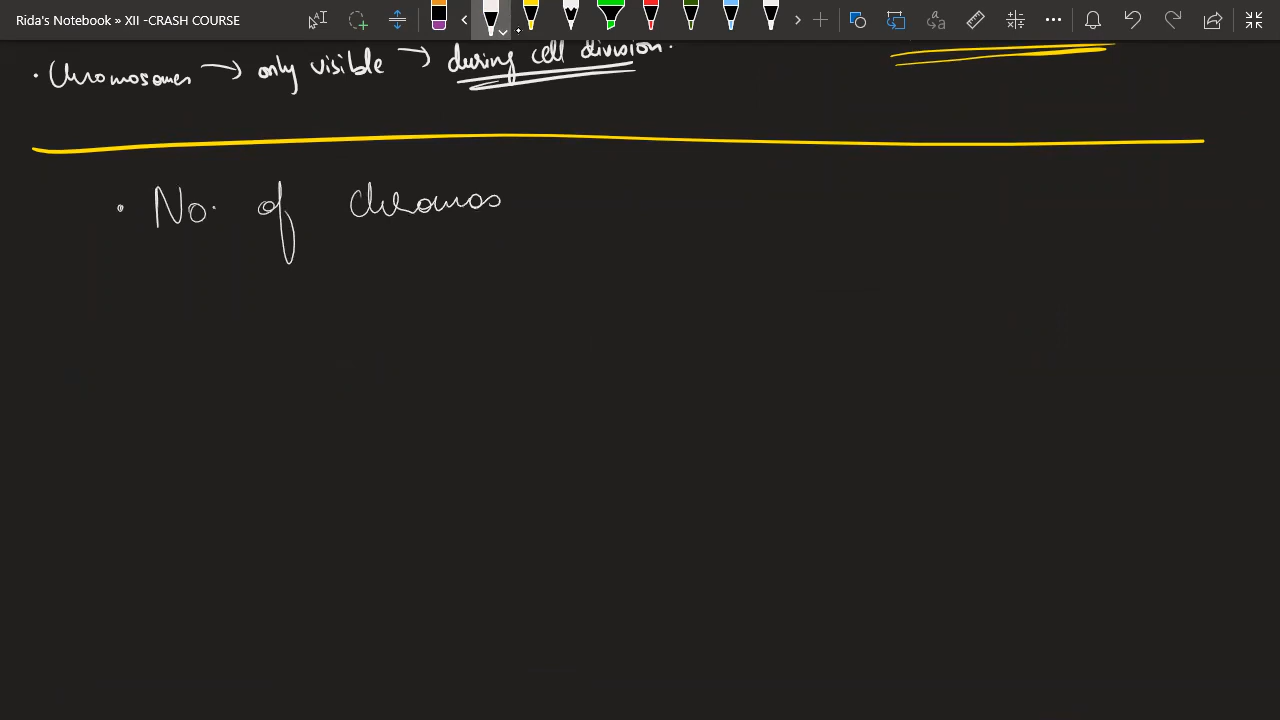 Rida's Notebook » XII -CRASH COURSE
· Chromosomes → only visible → during cell division.
· No. of chromos